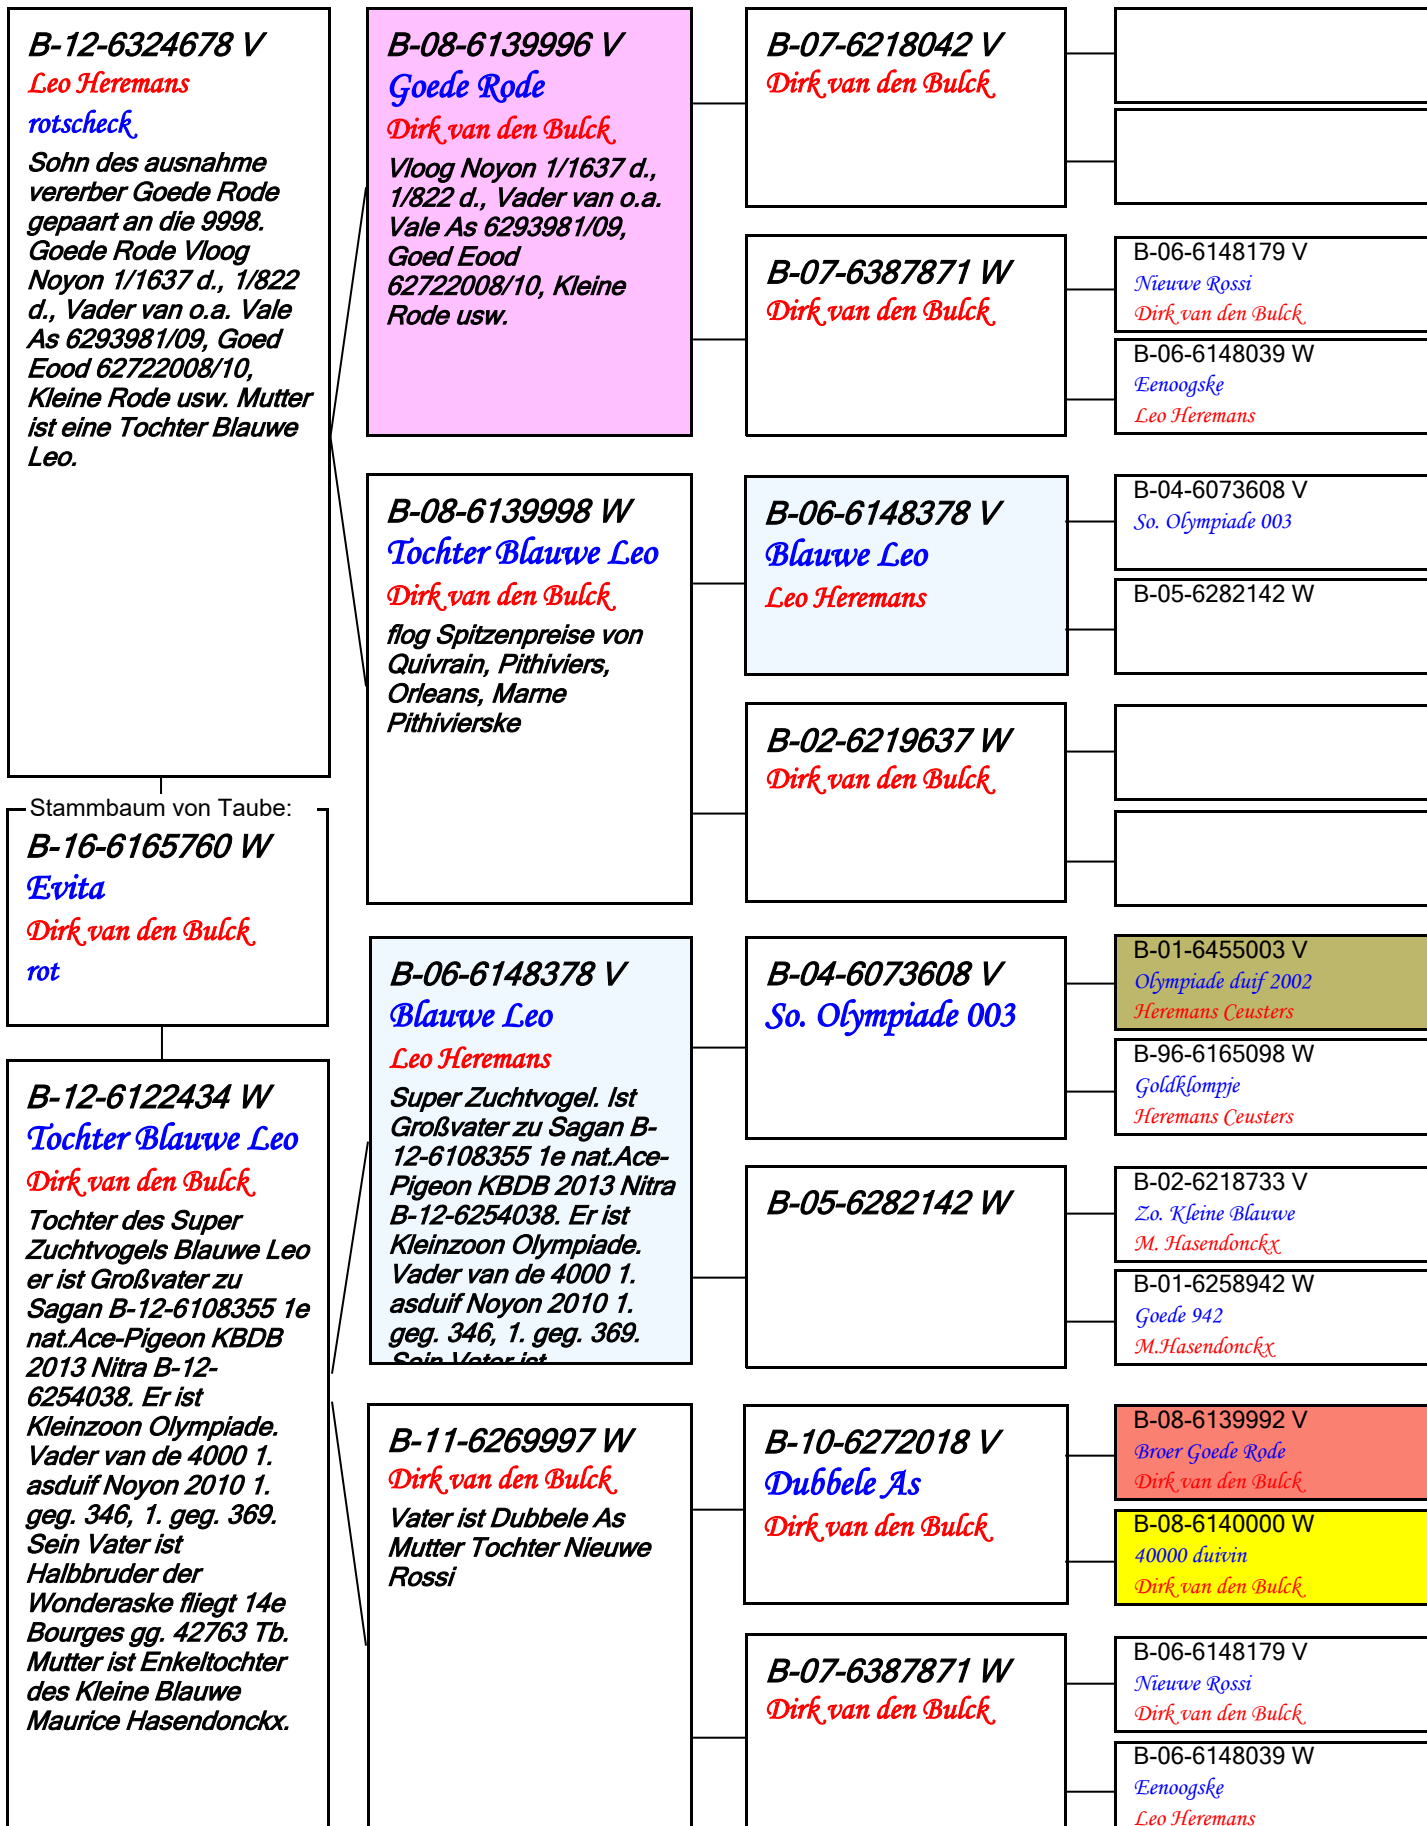 B-12-6324678 V
Leo Heremans
rotscheck
Sohn des ausnahme
vererber Goede Rode
gepaart an die 9998.
Goede Rode Vloog
Noyon 1/1637 d., 1/822
d., Vader van o.a. Vale
As 6293981/09, Goed
Eood 62722008/10,
Kleine Rode usw. Mutter
ist eine Tochter Blauwe
Leo.
Stammbaum von Taube:
B-16-6165760 W
Evita
Dirk van den Bulck
rot
B-12-6122434 W
Tochter Blauwe Leo
Dirk van den Bulck
Tochter des Super
Zuchtvogels Blauwe Leo
er ist Großvater zu
Sagan B-12-6108355 1e
nat.Ace-Pigeon KBDB
2013 Nitra B-12-
6254038. Er ist
Kleinzoon Olympiade.
Vader van de 4000 1.
asduif Noyon 2010 1.
geg. 346, 1. geg. 369.
Sein Vater ist
Halbbruder der
Wonderaske fliegt 14e
Bourges gg. 42763 Tb.
Mutter ist Enkeltochter
des Kleine Blauwe
Maurice Hasendonckx.
B-08-6139996 V
Goede Rode
Dirk van den Bulck
Vloog Noyon 1/1637 d.,
1/822 d., Vader van o.a.
Vale As 6293981/09,
Goed Eood
62722008/10, Kleine
Rode usw.
B-08-6139998 W
Tochter Blauwe Leo
Dirk van den Bulck
flog Spitzenpreise von
Quivrain, Pithiviers,
Orleans, Marne
Pithivierske
B-06-6148378 V
Blauwe Leo
Leo Heremans
Super Zuchtvogel. Ist
Großvater zu Sagan B-
12-6108355 1e nat.Ace-
Pigeon KBDB 2013 Nitra
B-12-6254038. Er ist
Kleinzoon Olympiade.
Vader van de 4000 1.
asduif Noyon 2010 1.
geg. 346, 1. geg. 369.
Sein Vater ist
B-11-6269997 W
Dirk van den Bulck
Vater ist Dubbele As
Mutter Tochter Nieuwe
Rossi
B-07-6218042 V
Dirk van den Bulck
B-07-6387871 W
Dirk van den Bulck
B-06-6148378 V
Blauwe Leo
Leo Heremans
B-02-6219637 W
Dirk van den Bulck
B-04-6073608 V
So. Olympiade 003
B-05-6282142 W
B-10-6272018 V
Dubbele As
Dirk van den Bulck
B-07-6387871 W
Dirk van den Bulck
B-06-6148179 V
Nieuwe Rossi
Dirk van den Bulck
B-06-6148039 W
Eenoogske
Leo Heremans
B-04-6073608 V
So. Olympiade 003
B-05-6282142 W
B-01-6455003 V
Olympiade duif 2002
Heremans Ceusters
B-96-6165098 W
Goldklompje
Heremans Ceusters
B-02-6218733 V
Zo. Kleine Blauwe
M. Hasendonckx
B-01-6258942 W
Goede 942
M.Hasendonckx
B-08-6139992 V
Broer Goede Rode
Dirk van den Bulck
B-08-6140000 W
40000 duivin
Dirk van den Bulck
B-06-6148179 V
Nieuwe Rossi
Dirk van den Bulck
B-06-6148039 W
Eenoogske
Leo Heremans